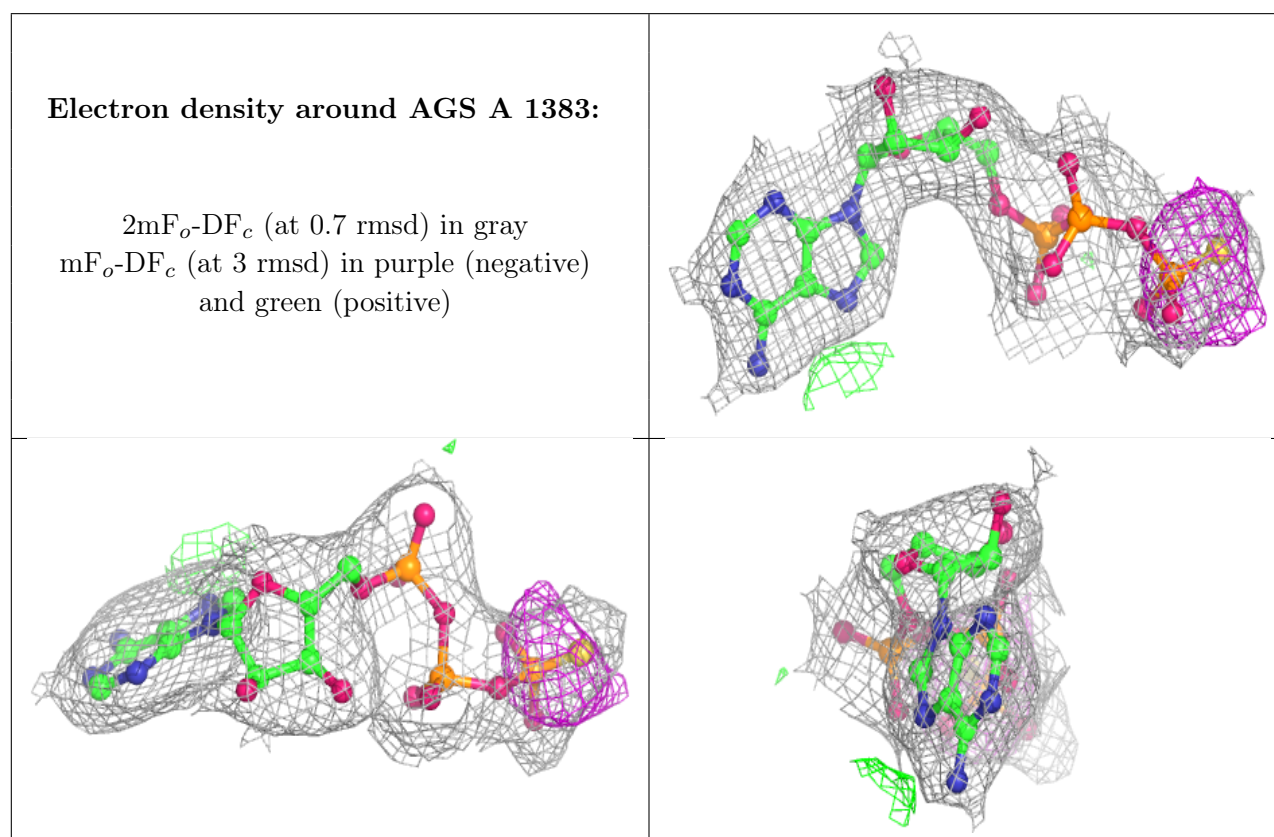 Electron density around AGS A 1383:
2mFo-DFc (at 0.7 rmsd) in gray
mFo-DFc (at 3 rmsd) in purple (negative)
and green (positive)